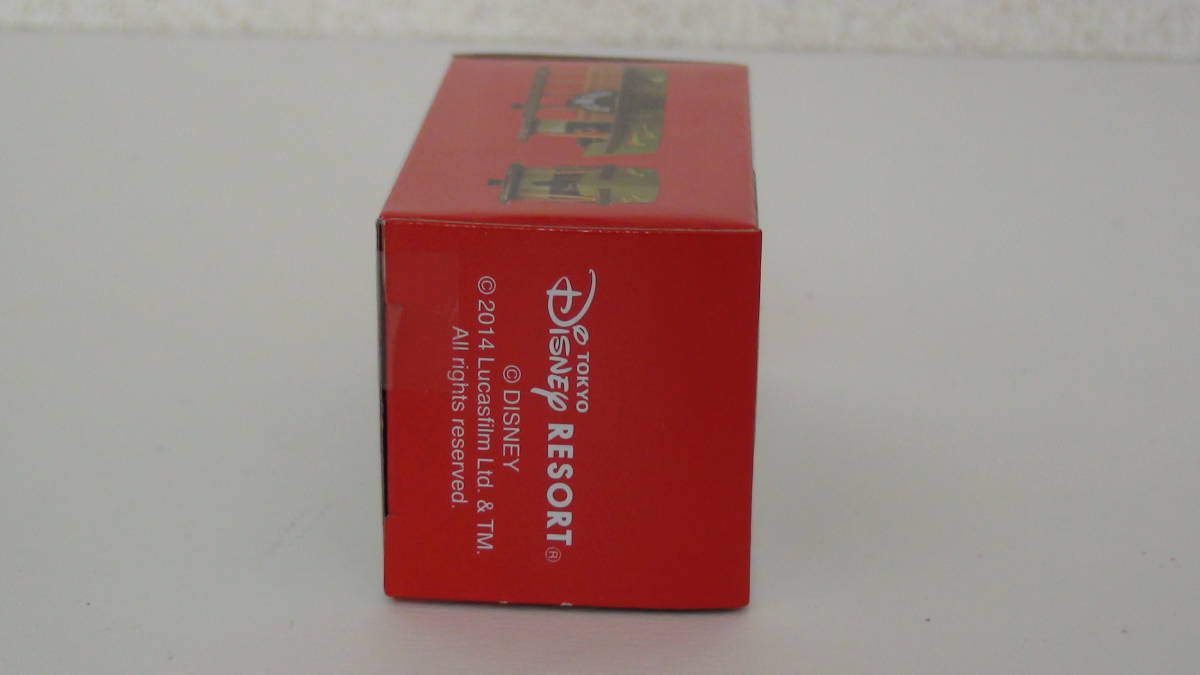 TOKYO
DISNEY RESORT®
© DISNEY
© 2014 Lucasfilm Ltd. & TM.
All rights reserved.